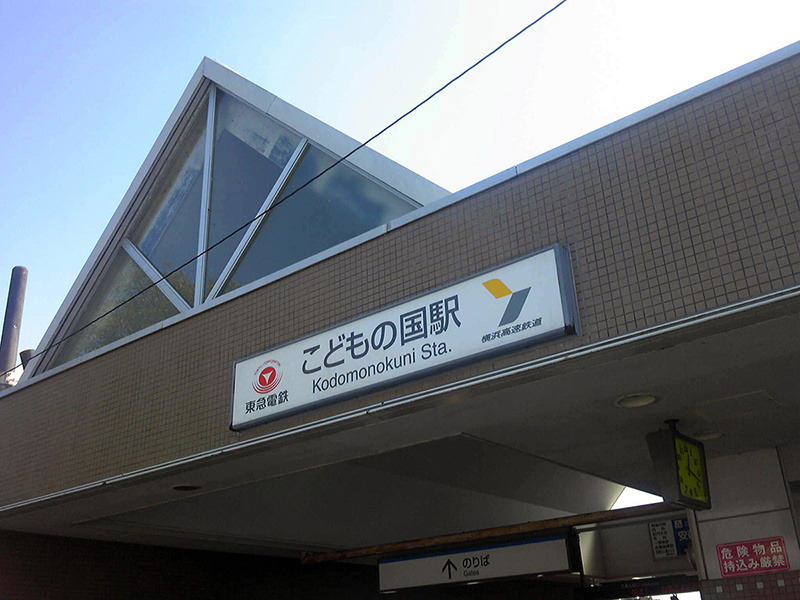 こどもの国駅
Kodomonokuni Sta.
東急電鉄
横浜高速鉄道
のりば
Gates
危険物品
持込み厳禁